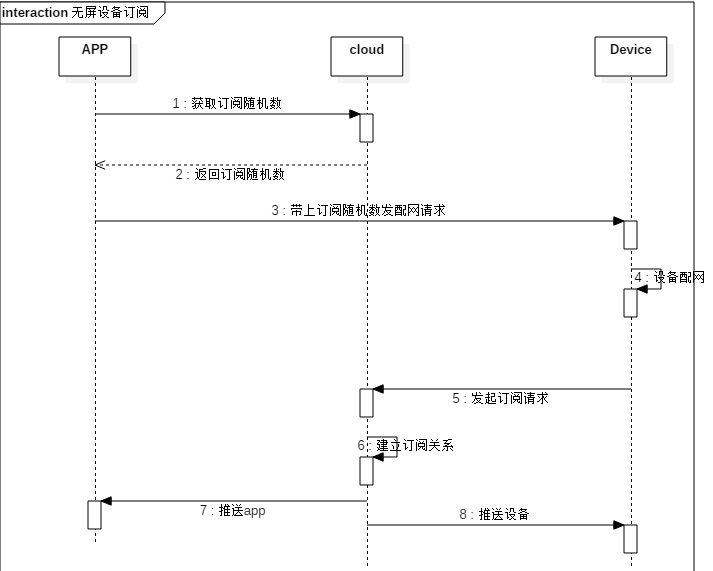 interaction 无屏设备订阅
APP
cloud
Device
1 : 获取订阅随机数
2 : 返回订阅随机数
3 : 带上订阅随机数发配网请求
4 : 设备配网
5 : 发起订阅请求
6 : 建立订阅关系
7 : 推送app
8 : 推送设备